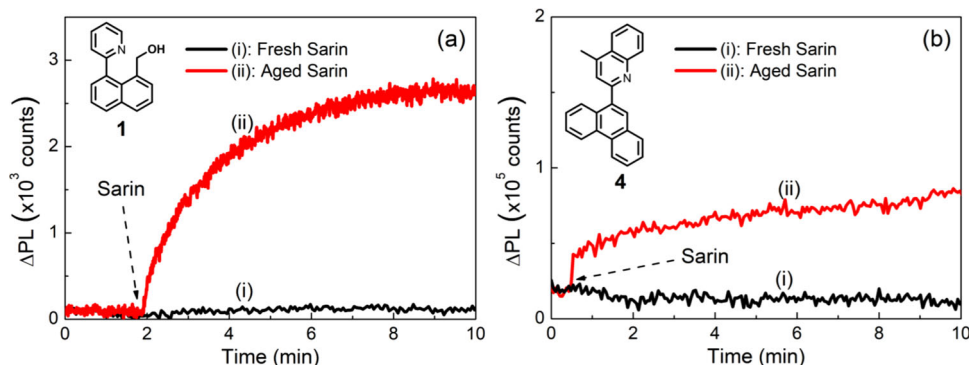 (a)
N
OH
1
(i): Fresh Sarin
(ii): Aged Sarin
(ii)
Sarin
(i)
ΔPL (x10³ counts)
3
2
1
0
0 2 4 6 8 10
Time (min)
(b)
N
4
(i): Fresh Sarin
(ii): Aged Sarin
(ii)
Sarin
(i)
ΔPL (x10⁵ counts)
2
1
0
0 2 4 6 8 10
Time (min)